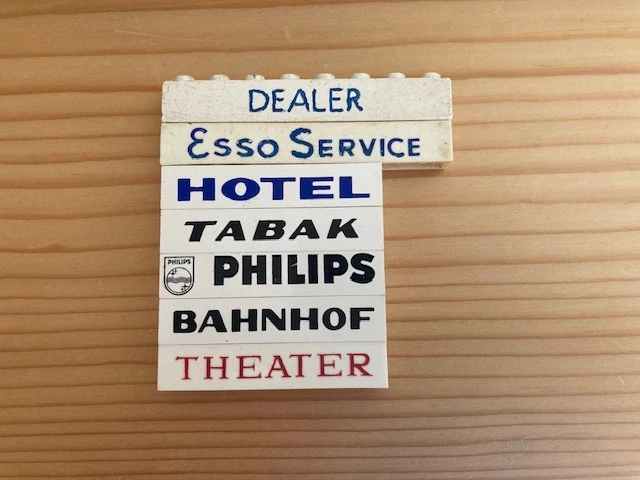 DEALER
ESSO SERVICE
HOTEL
TABAK
PHILIPS PHILIPS
BAHNHOF
THEATER